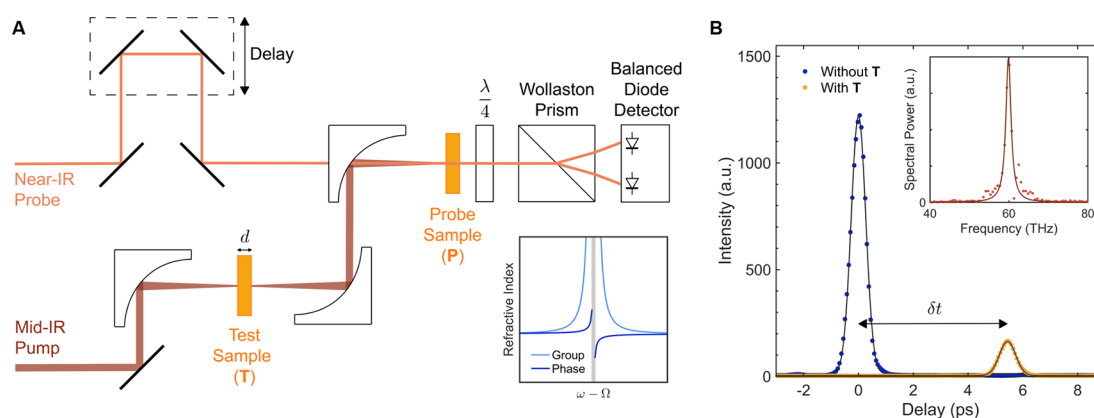 A
Delay
Near-IR
Probe
λ/4
Wollaston
Prism
Balanced
Diode
Detector
Probe
Sample
(P)
d
Test
Sample
(T)
Mid-IR
Pump
Refractive Index
Group
Phase
ω − Ω
B
Without T
With T
Intensity (a.u.)
1500
1000
500
0
-2
0
2
4
6
8
Delay (ps)
δt
Spectral Power (a.u.)
40
60
80
Frequency (THz)